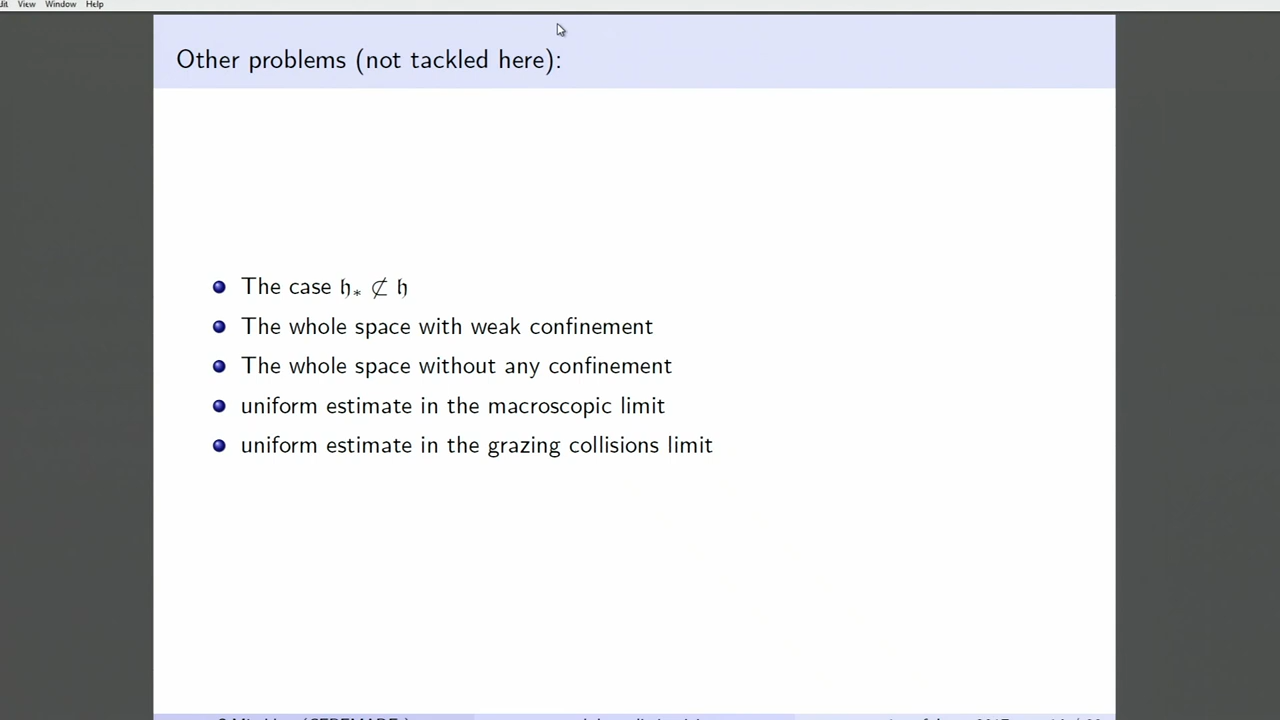 View Window Help
Other problems (not tackled here):
The case 𝔥∗ ⊄ 𝔥
The whole space with weak confinement
The whole space without any confinement
uniform estimate in the macroscopic limit
uniform estimate in the grazing collisions limit